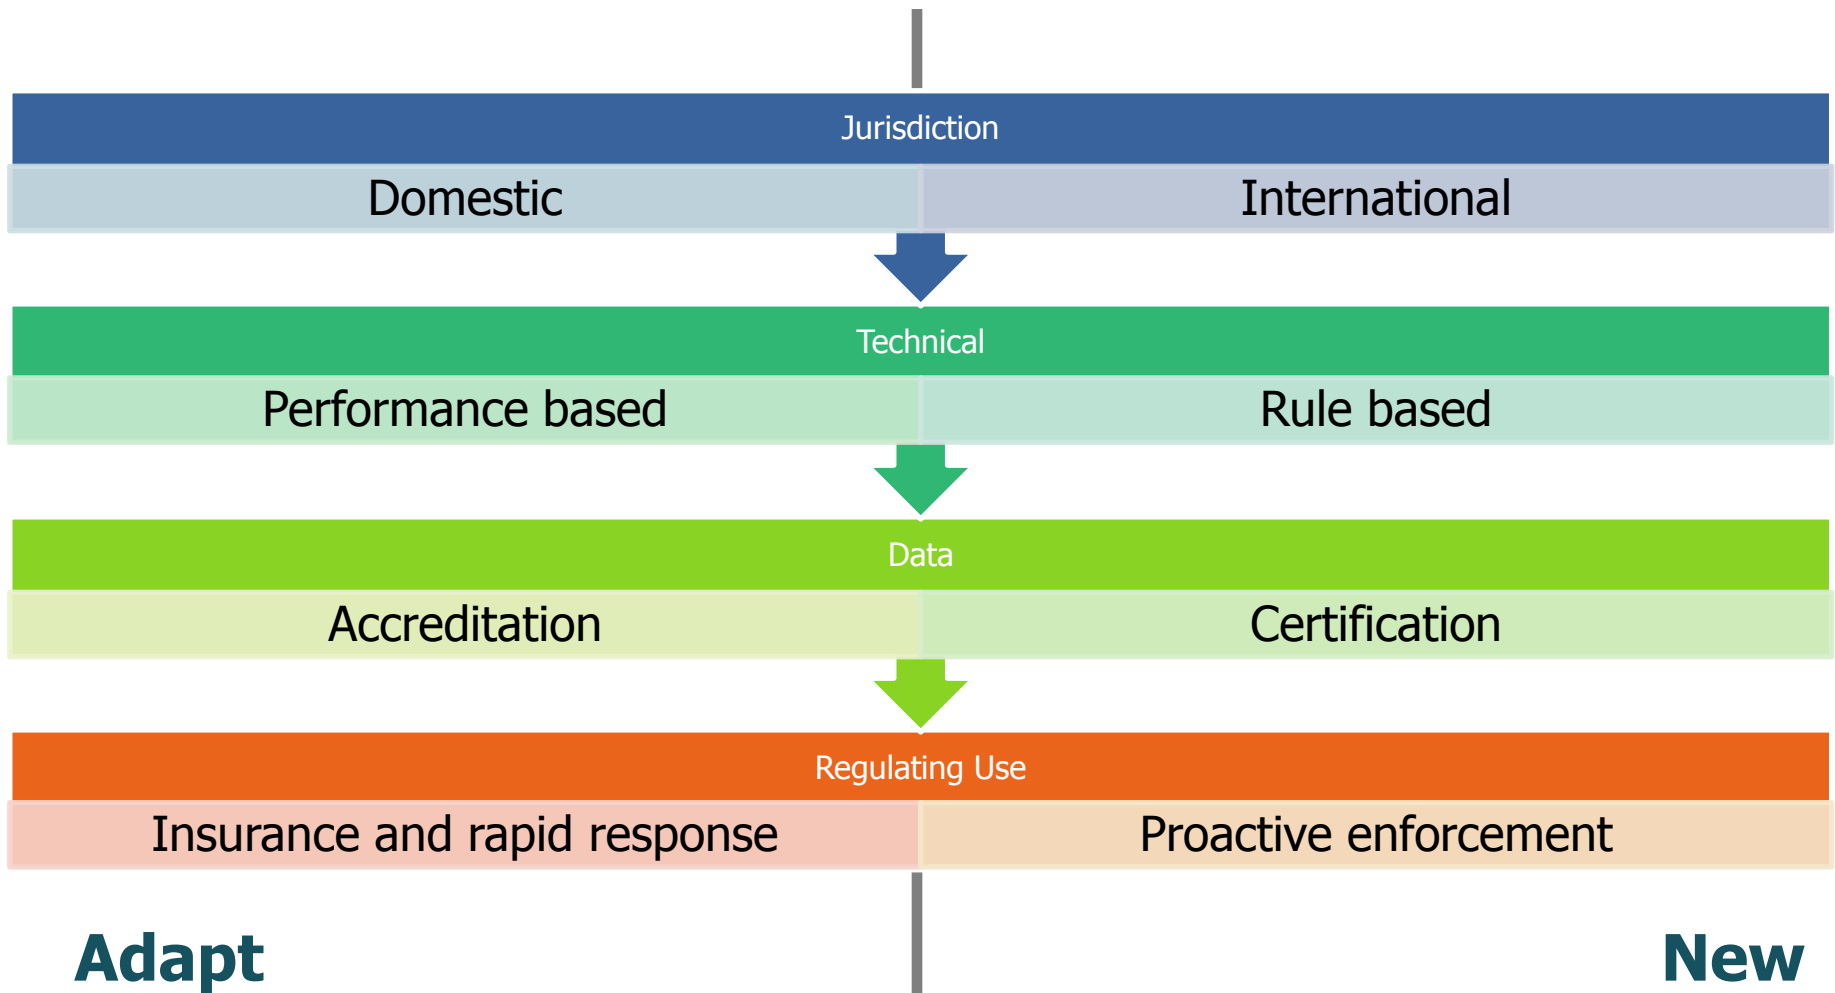 Jurisdiction
Domestic
International
Technical
Performance based
Rule based
Data
Accreditation
Certification
Regulating Use
Insurance and rapid response
Proactive enforcement
Adapt
New